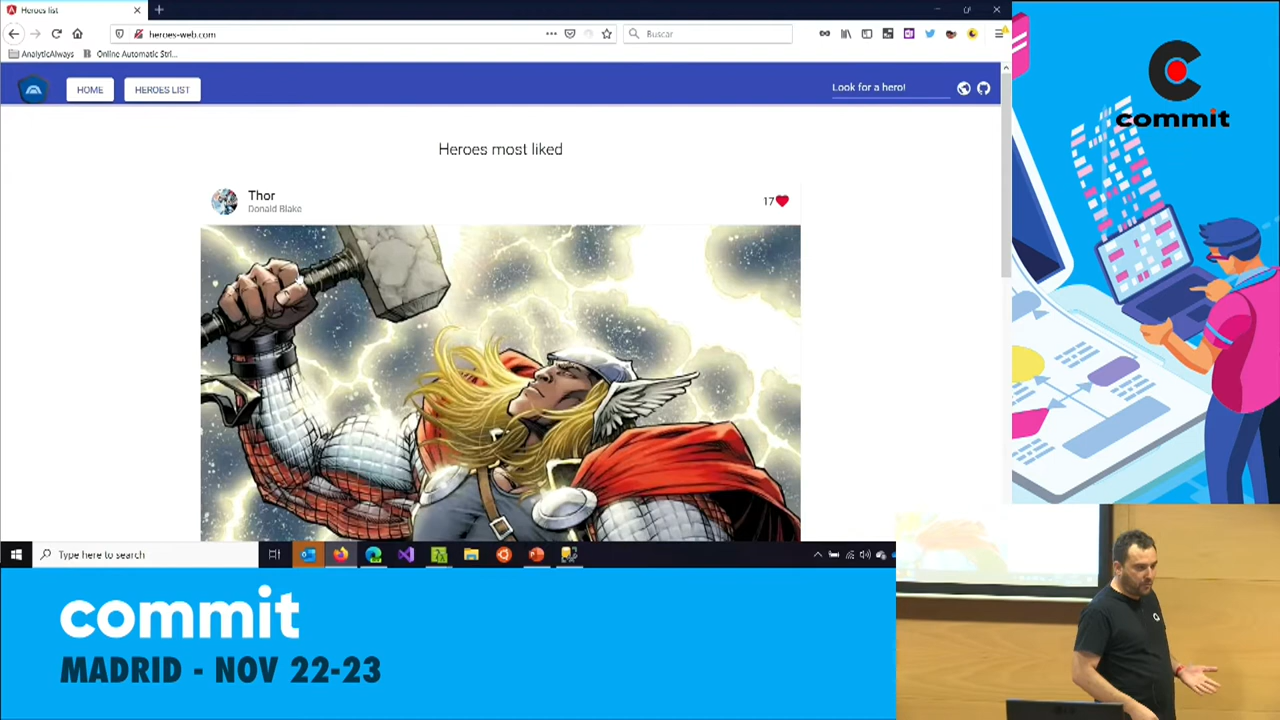 Heroes list
heroes-web.com
Buscar
AnalyticAlways
Online Automatic Stri...
HOME
HEROES LIST
Look for a hero!
Heroes most liked
Thor
Donald Blake
17
Type here to search
commit
commit
MADRID - NOV 22-23